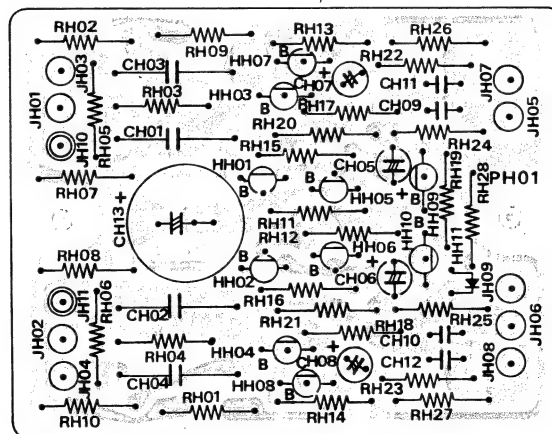 RH02
RH09
RH13
RH26
HH07
B
RH22
JH03
CH03
CH07
CH11
JH07
JH01
RH03
HH03
B
RH17
CH09
JH05
RH05
CH01
RH20
RH24
JH10
RH15
RH07
HH01
B
CH05
RH19
RH28
PH01
CH13
HH05
B
B
HH09
RH11
RH12
HH10
B
HH11
RH08
HH06
B
HH02
B
CH06
JH09
JH11
RH06
CH02
RH16
RH21
RH18
RH25
JH06
JH02
RH04
HH04
CH10
JH04
CH04
B
CH08
CH12
JH08
HH08
B
RH23
RH10
RH01
RH14
RH27